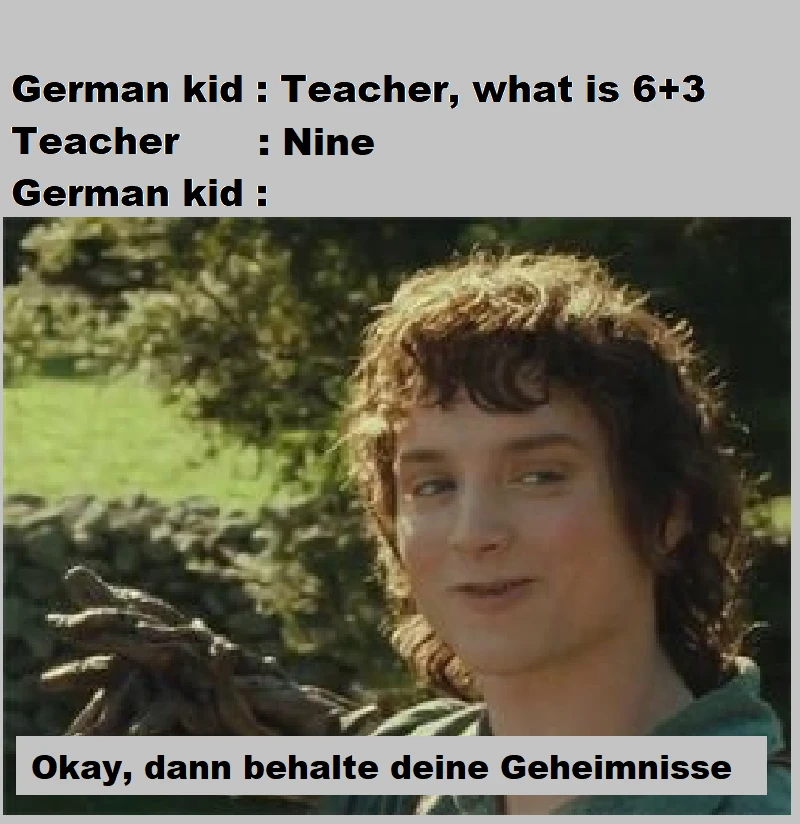 German kid : Teacher, what is 6+3
Teacher : Nine
German kid :
Okay, dann behalte deine Geheimnisse